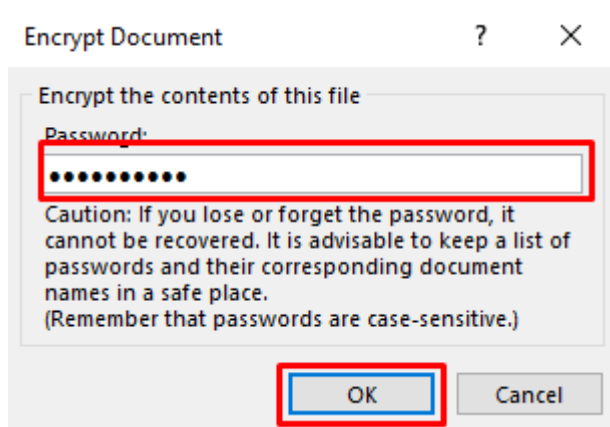 Encrypt Document ? ×
Encrypt the contents of this file
Password:
••••••••••
Caution: If you lose or forget the password, it
cannot be recovered. It is advisable to keep a list of
passwords and their corresponding document
names in a safe place.
(Remember that passwords are case-sensitive.)
OK Cancel